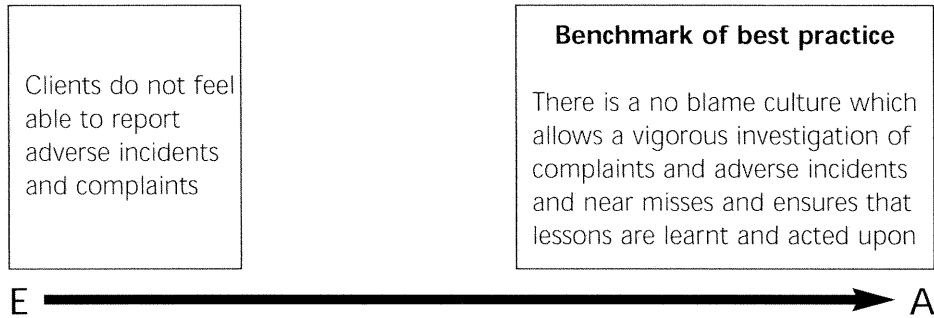 Clients do not feel
able to report
adverse incidents
and complaints
Benchmark of best practice
There is a no blame culture which
allows a vigorous investigation of
complaints and adverse incidents
and near misses and ensures that
lessons are learnt and acted upon
E
A